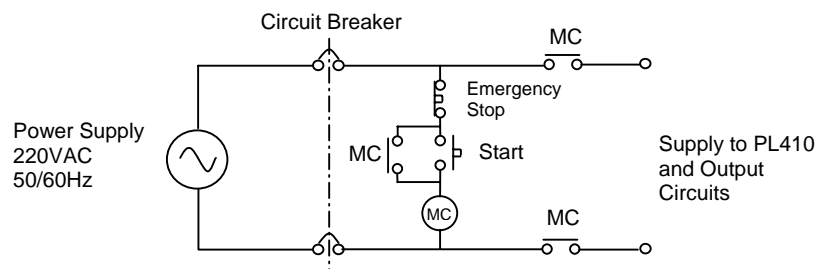 Circuit Breaker
MC
Emergency
Stop
Power Supply
220VAC
50/60Hz
MC
Start
Supply to PL410
and Output
Circuits
MC
MC